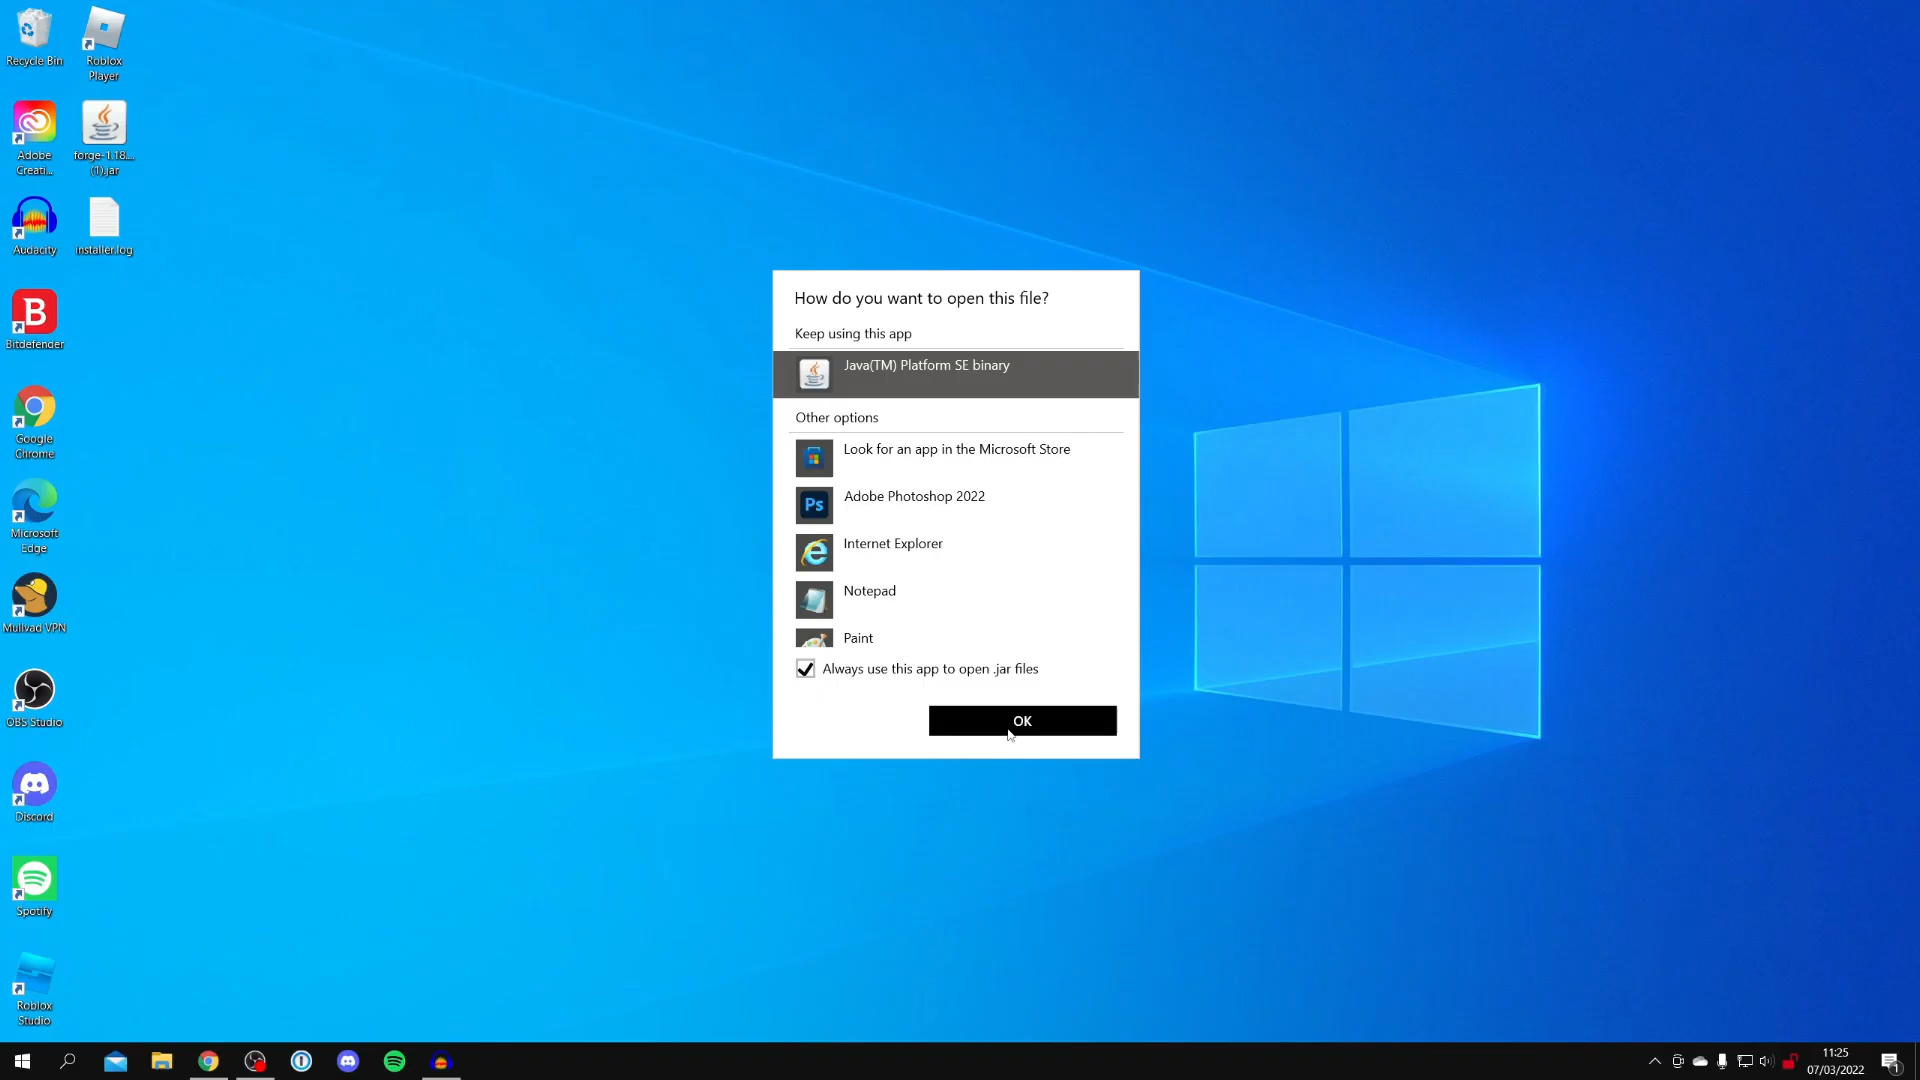 Recycle Bin
Roblox
Player
Adobe
Creati...
forge-1.18....
(1).jar
Audacity
installer.log
B
Bitdefender
Google
Chrome
Microsoft
Edge
Mullvad VPN
OBS Studio
Discord
Spotify
Roblox
Studio
How do you want to open this file?
Keep using this app
Java(TM) Platform SE binary
Other options
Look for an app in the Microsoft Store
Ps
Adobe Photoshop 2022
Internet Explorer
Notepad
Paint
Always use this app to open .jar files
OK
11:25
07/03/2022
1